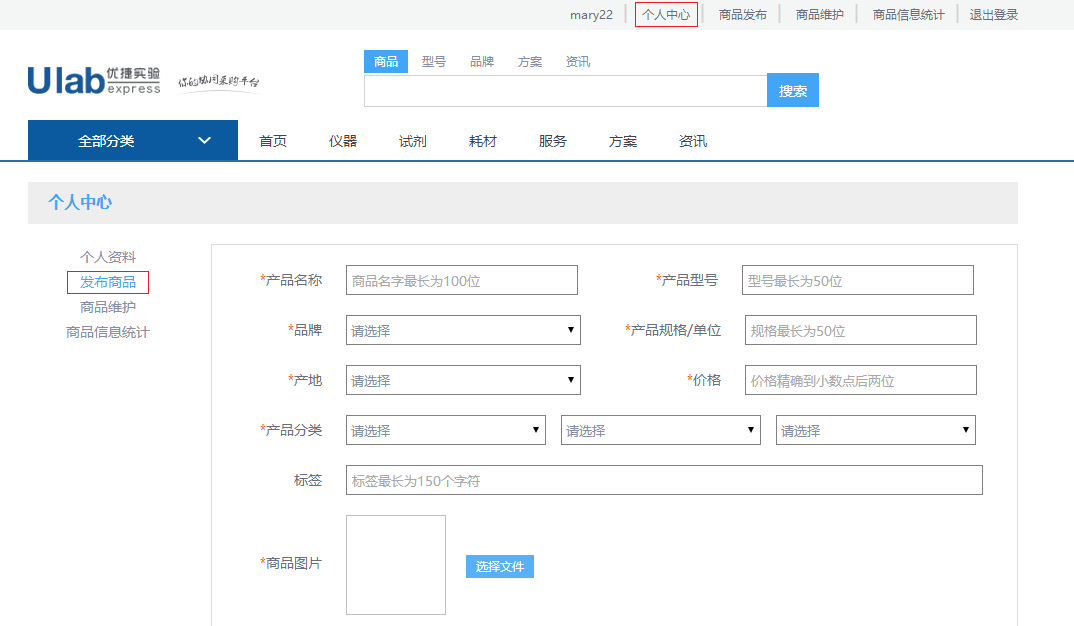 mary22 个人中心 商品发布 商品维护 商品信息统计 退出登录
商品 型号 品牌 方案 资讯
Ulab 优捷实验 express 你的协同采购平台
搜索
全部分类 首页 仪器 试剂 耗材 服务 方案 资讯
个人中心
个人资料
发布商品
商品维护
商品信息统计
*产品名称 商品名字最长为100位 *产品型号 型号最长为50位
*品牌 请选择 *产品规格/单位 规格最长为50位
*产地 请选择 *价格 价格精确到小数点后两位
*产品分类 请选择 请选择 请选择
标签 标签最长为150个字符
*商品图片 选择文件